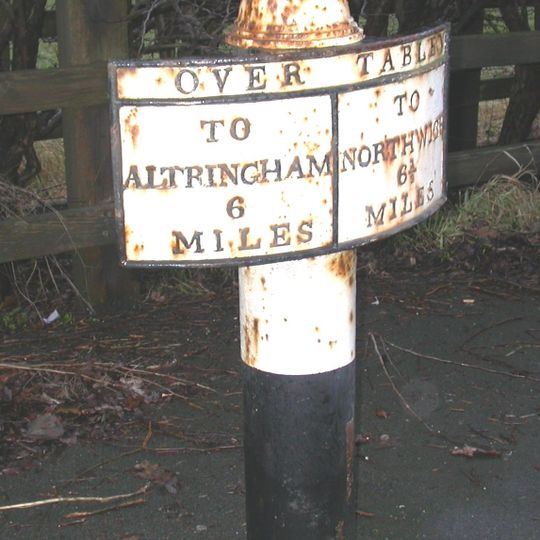 OVER TABLEY
TO
ALTRINGHAM
6
MILES
TO
NORTHWICH
6½
MILES